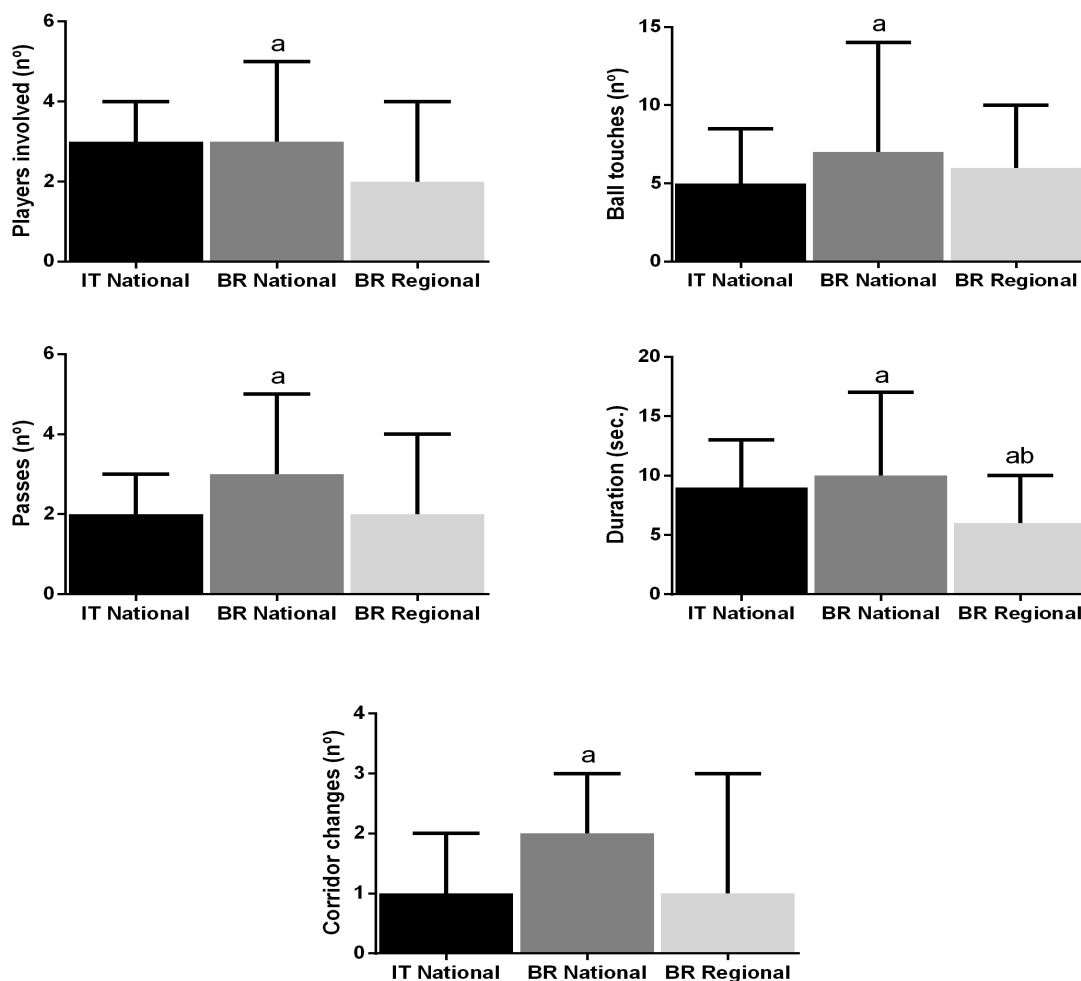 Players involved (nº)
6
4
2
0
a
IT National BR National BR Regional
Ball touches (nº)
15
10
5
0
a
IT National BR National BR Regional
Passes (nº)
6
4
2
0
a
IT National BR National BR Regional
Duration (sec.)
20
15
10
5
0
a
ab
IT National BR National BR Regional
Corridor changes (nº)
4
3
2
1
0
a
IT National BR National BR Regional